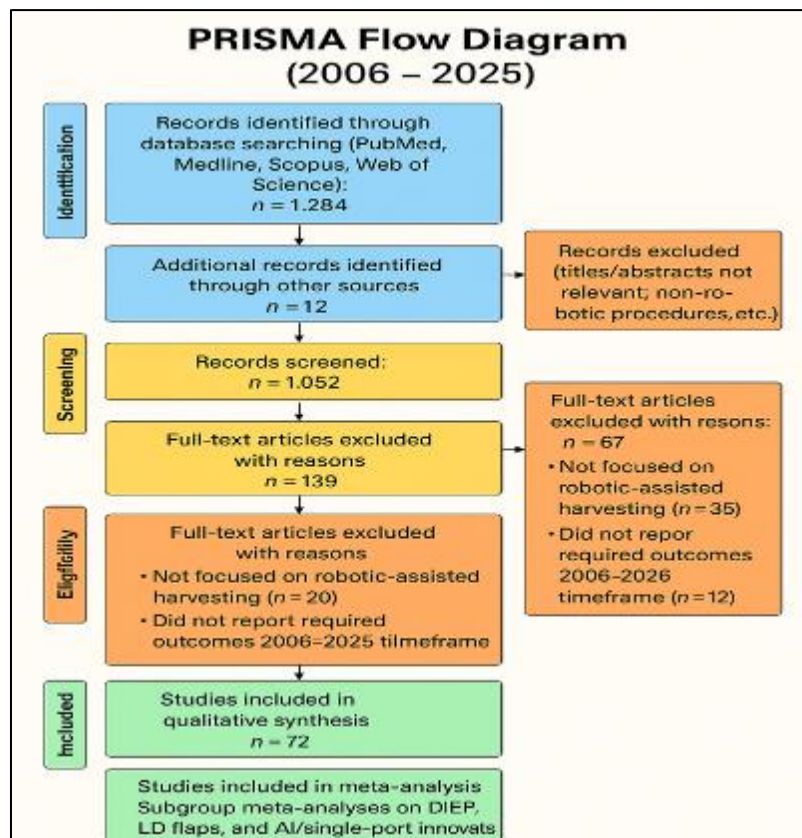 PRISMA Flow Diagram
(2006 – 2025)
Identtlication
Records identified through
database searching (PubMed,
Medline, Scopus, Web of
Science):
n = 1.284
Additional records identified
through other sources
n = 12
Records excluded
(titles/abstracts not
relevant; non-ro-
botic procedures, etc.)
Screening
Records screened:
n = 1.052
Full-text articles excluded
with reasons
n = 139
Full-text articles
excluded with resons:
n = 67
• Not focused on
robotic-assisted
harvesting (n = 35)
• Did not repor
required outcomes
2006–2026
timeframe (n = 12)
Full-text articles excluded
with reasons
• Not focused on robotic-assisted
harvesting (n = 20)
• Did not report required
outcomes 2006=2025 tilmeframe
Included
Studies included in
qualitative synthesis
n = 72
Studies included in meta-analysis
Subgroup meta-analyses on DIEP,
LD flaps, and AI/single-port innovats